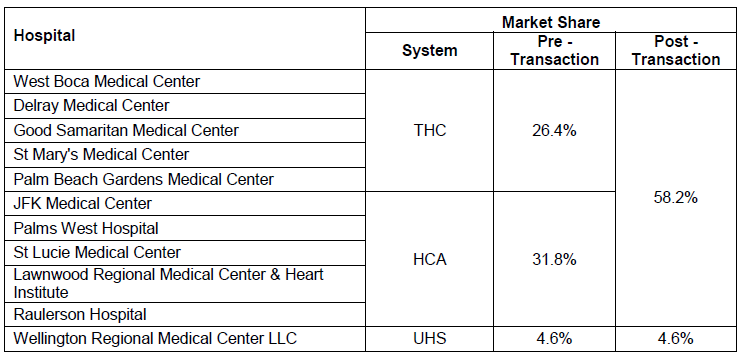 Hospital
Market Share
System
Pre -
Transaction
Post -
Transaction
West Boca Medical Center
Delray Medical Center
Good Samaritan Medical Center
St Mary's Medical Center
Palm Beach Gardens Medical Center
THC
26.4%
JFK Medical Center
Palms West Hospital
St Lucie Medical Center
Lawnwood Regional Medical Center & Heart
Institute
Raulerson Hospital
HCA
31.8%
58.2%
Wellington Regional Medical Center LLC
UHS
4.6%
4.6%